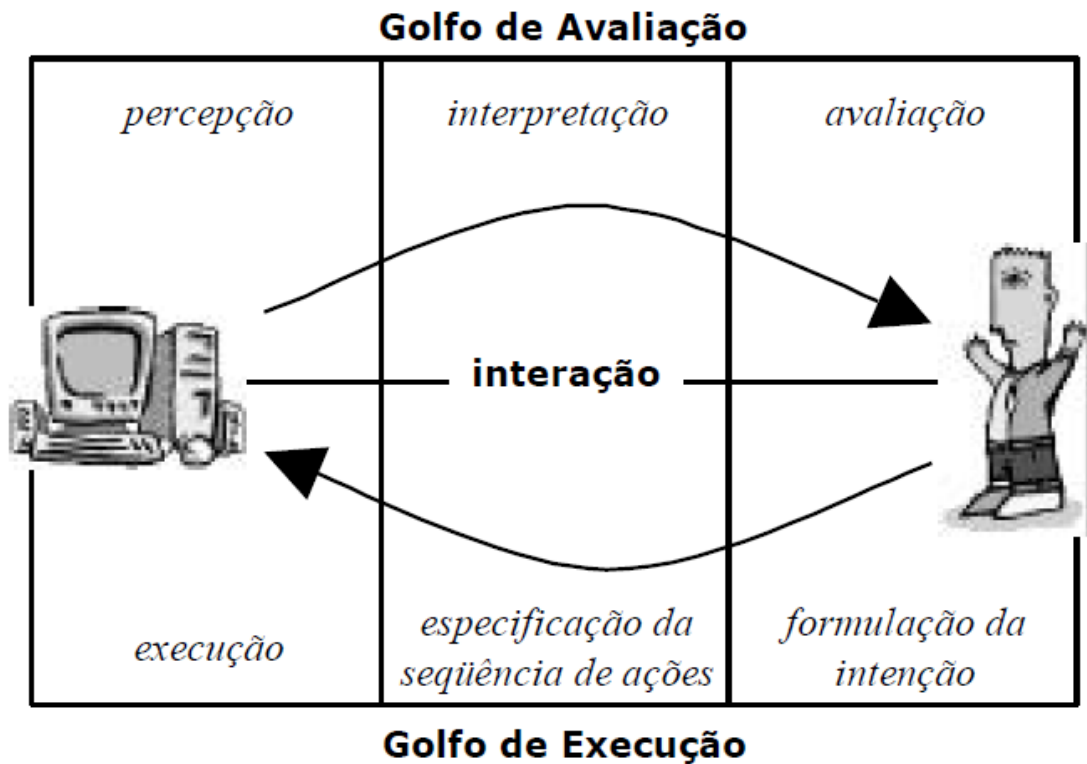 Golfo de Avaliação
percepção
interpretação
avaliação
interação
execução
especificação da
seqüência de ações
formulação da
intenção
Golfo de Execução